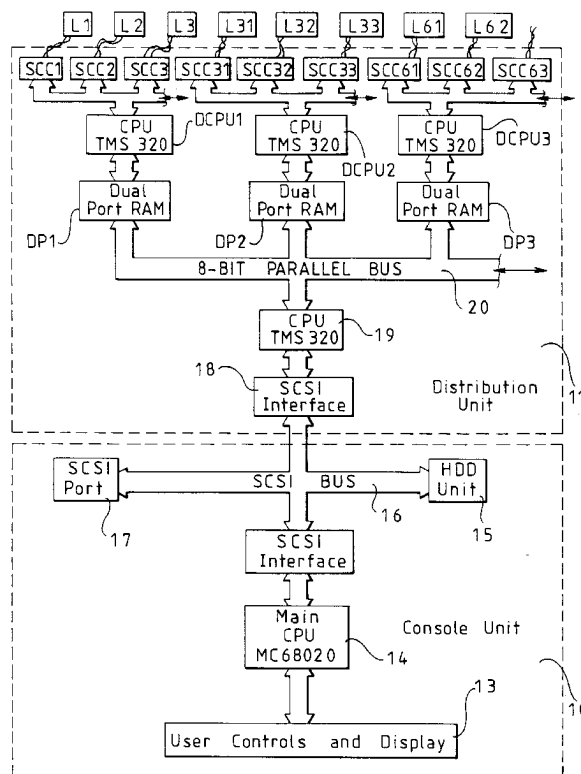 L1 L2 L3 L31 L32 L33 L61 L62
SCC1 SCC2 SCC3 SCC31 SCC32 SCC33 SCC61 SCC62 SCC63
CPU
TMS 320
DCPU1
CPU
TMS 320
DCPU2
CPU
TMS 320
DCPU3
Dual
Port RAM
DP1
Dual
Port RAM
DP2
Dual
Port RAM
DP3
8-BIT PARALLEL BUS
20
CPU
TMS 320
19
18
SCSI
Interface
Distribution
Unit
11
SCSI
Port
17
SCSI BUS
16
HDD
Unit
15
SCSI
Interface
Main
CPU
MC68020
14
Console Unit
10
13
User Controls and Display